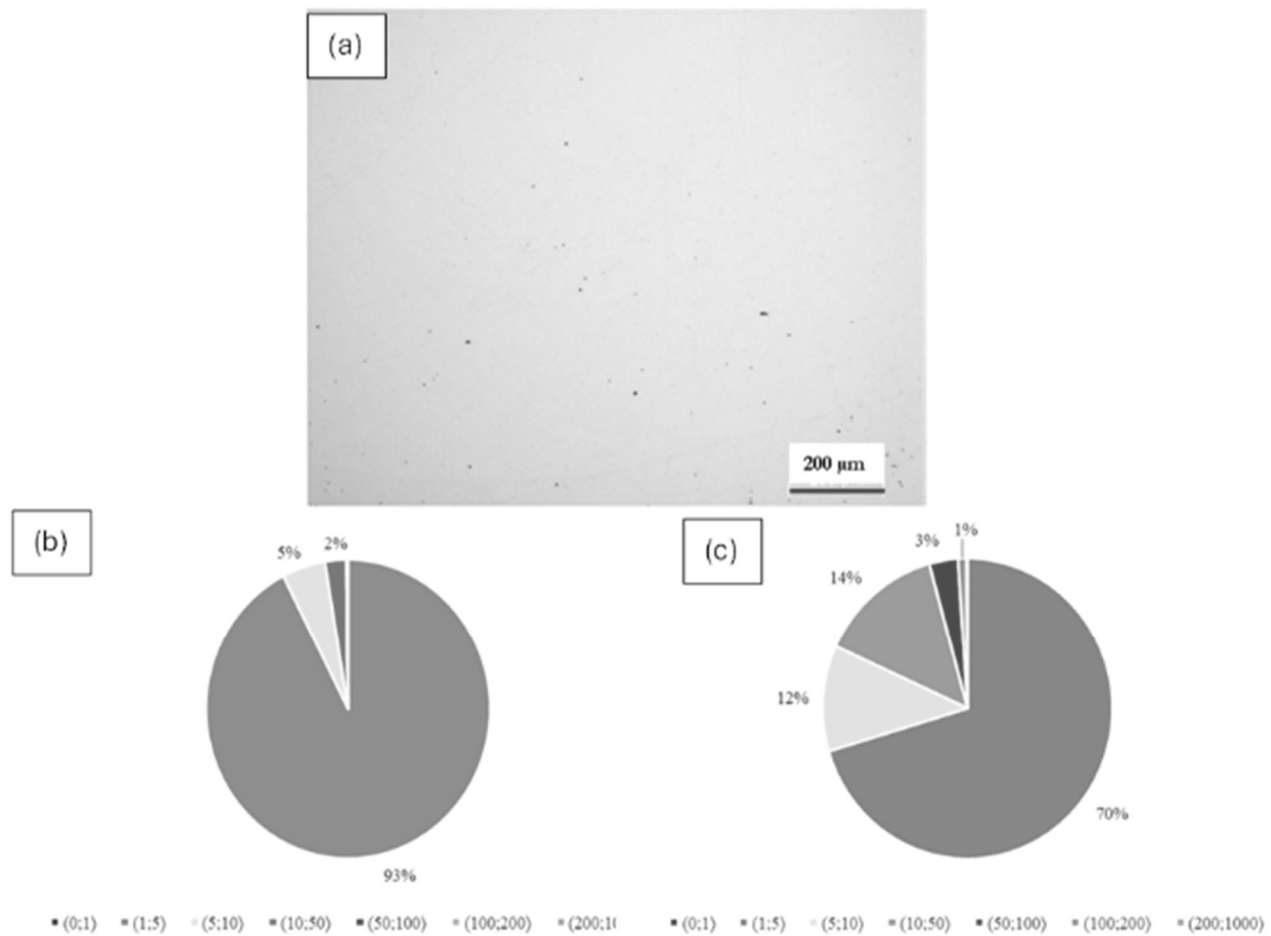 (a)
200 µm
(b)
(c)
5%
2%
93%
3%
1%
14%
12%
70%
(0;1⟩ (1;5⟩ (5;10⟩ (10;50⟩ (50;100⟩ (100;200⟩ (200;1(
(0;1⟩ (1;5⟩ (5;10⟩ (10;50⟩ (50;100⟩ (100;200⟩ (200;1000⟩